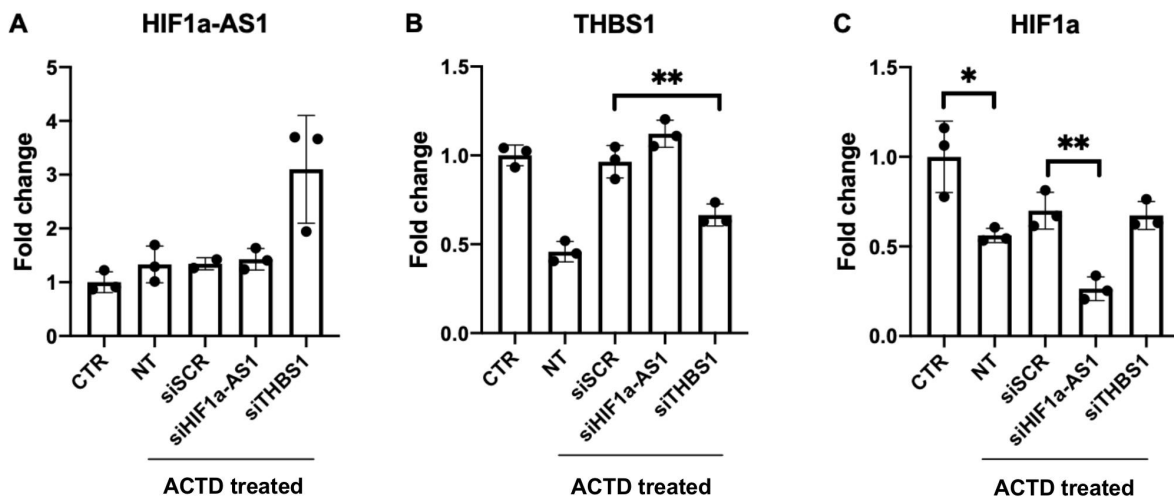 A
HIF1a-AS1
Fold change
5
4
3
2
1
0
CTR
NT
siSCR
siHIF1a-AS1
siTHBS1
ACTD treated
B
THBS1
Fold change
1.5
1.0
0.5
0.0
**
CTR
NT
siSCR
siHIF1a-AS1
siTHBS1
ACTD treated
C
HIF1a
Fold change
1.5
1.0
0.5
0.0
*
**
CTR
NT
siSCR
siHIF1a-AS1
siTHBS1
ACTD treated